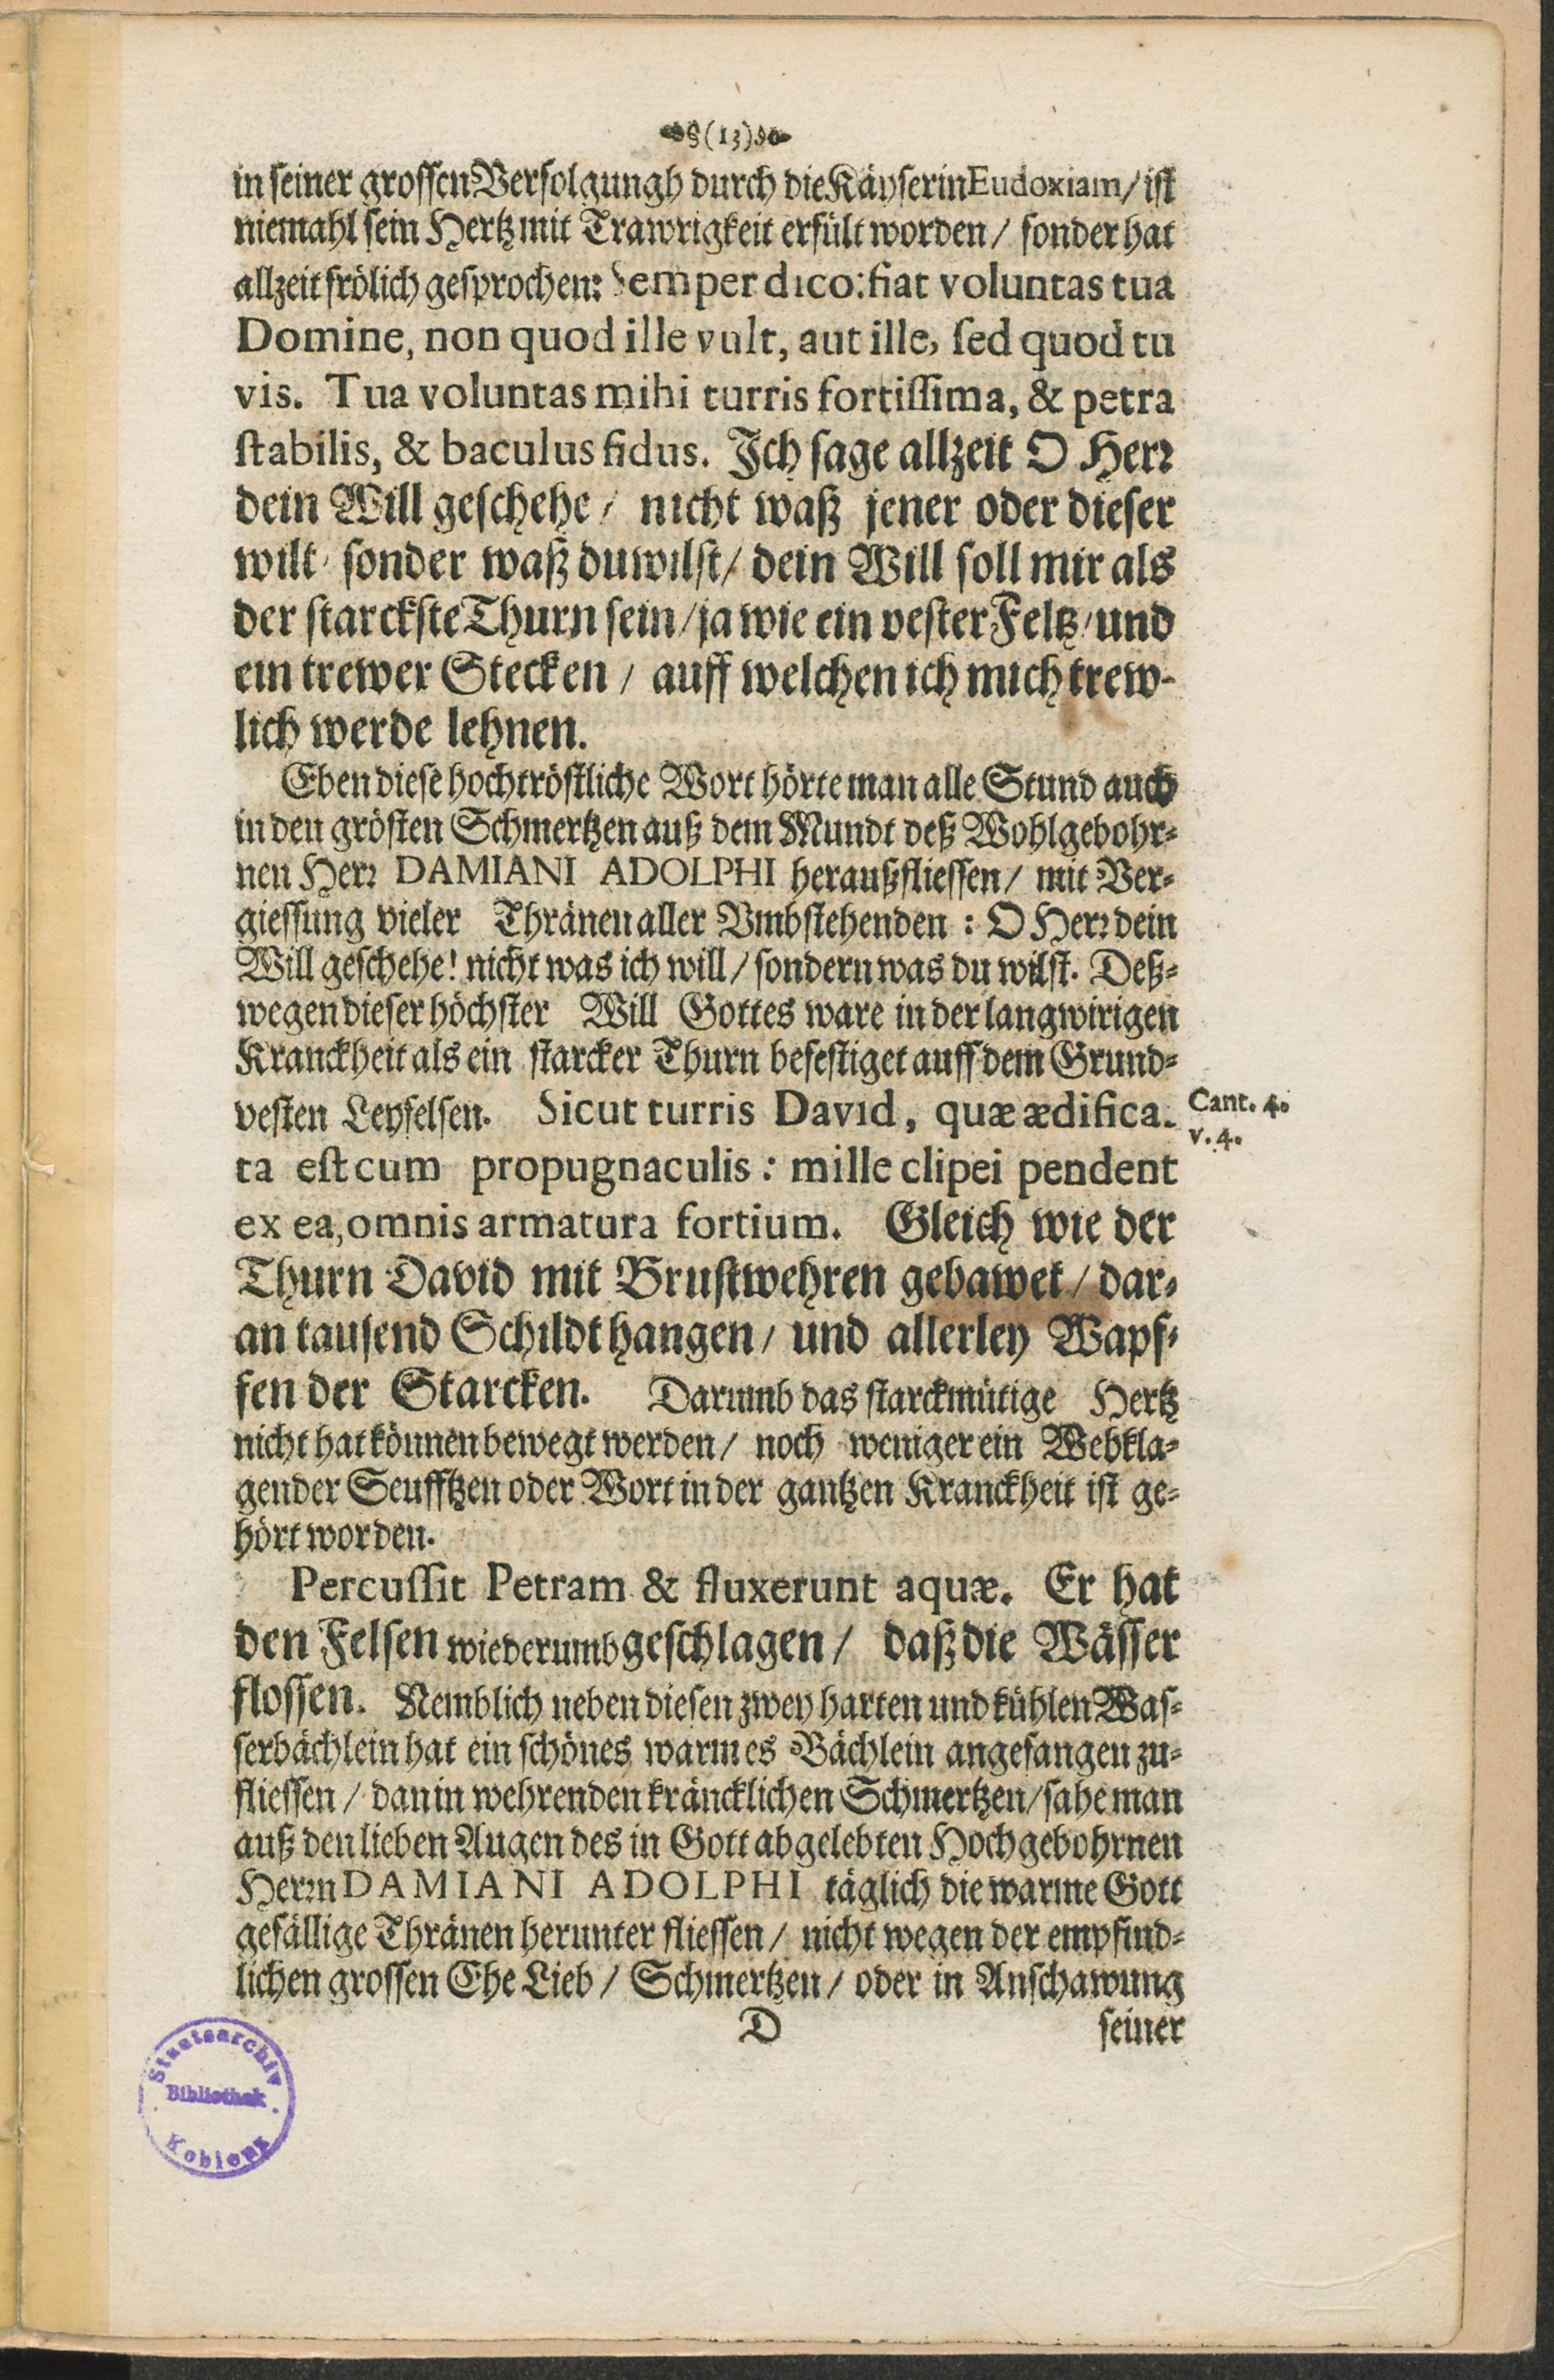 (13)
in seiner grossen Verfolgungh durch die Käyserin Eudoxiam / ist
niemahl sein Hertz mit Trawrigkeit erfült worden / sonder hat
allzeit frölich gesprochen: Semper dico: fiat voluntas tua
Domine, non quod ille vult, aut ille, ſed quod tu
vis. Tua voluntas mihi turris fortiſſima, & petra
ſtabilis, & baculus fidus. Ich sage allzeit O Herr
dein Will geschehe / nicht waß jener oder dieser
wilt / sonder waß du wilst / dein Will soll mir als
der starckste Thurn sein / ja wie ein vester Feltz / und
ein trewer Stecken / auff welchen ich mich trew-
lich werde lehnen.
Eben diese hochtröstliche Wort hörte man alle Stund auch
in den grösten Schmertzen auß dem Mundt deß Wohlgebohr=
nen Herr DAMIANI ADOLPHI heraußfliessen / mit Ver=
giessung vieler Thränen aller Vmbstehenden : O Herr dein
Will geschehe! nicht was ich will / sondern was du wilst. Deß=
wegen dieser höchster Will Gottes ware in der langwirigen
Kranckheit als ein starcker Thurn befestiget auff dem Grund=
vesten Leyfelsen. Sicut turris David, quæ ædifica- Cant. 4.
v. 4.
ta eſt cum propugnaculis : mille clipei pendent
ex ea, omnis armatura fortium. Gleich wie der
Thurn David mit Brustwehren gebawet / dar=
an tausend Schildt hangen / und allerley Wapf=
fen der Starcken. Darumb das starckmütige Hertz
nicht hat können bewegt werden / noch weniger ein Wehkla=
gender Seufftzen oder Wort in der gantzen Kranckheit ist ge=
hört worden.
Percuſſit Petram & fluxerunt aquæ. Er hat
den Felsen wiederumb geschlagen / daß die Wässer
flossen. Nemblich neben diesen zwey harten und kühlen Was=
serbächlein hat ein schönes warmes Bächlein angefangen zu=
fliessen / dan in wehrenden kräncklichen Schmertzen / sahe man
auß den lieben Augen des in Gott abgelebten Hochgebohrnen
Herrn DAMIANI ADOLPHI täglich die warme Gott
gefällige Thränen herunter fliessen / nicht wegen der empfind=
lichen grossen Ehe Lieb / Schmertzen / oder in Anschawung
D seiner
Staatsarchiv
Bibliothek
Koblenz